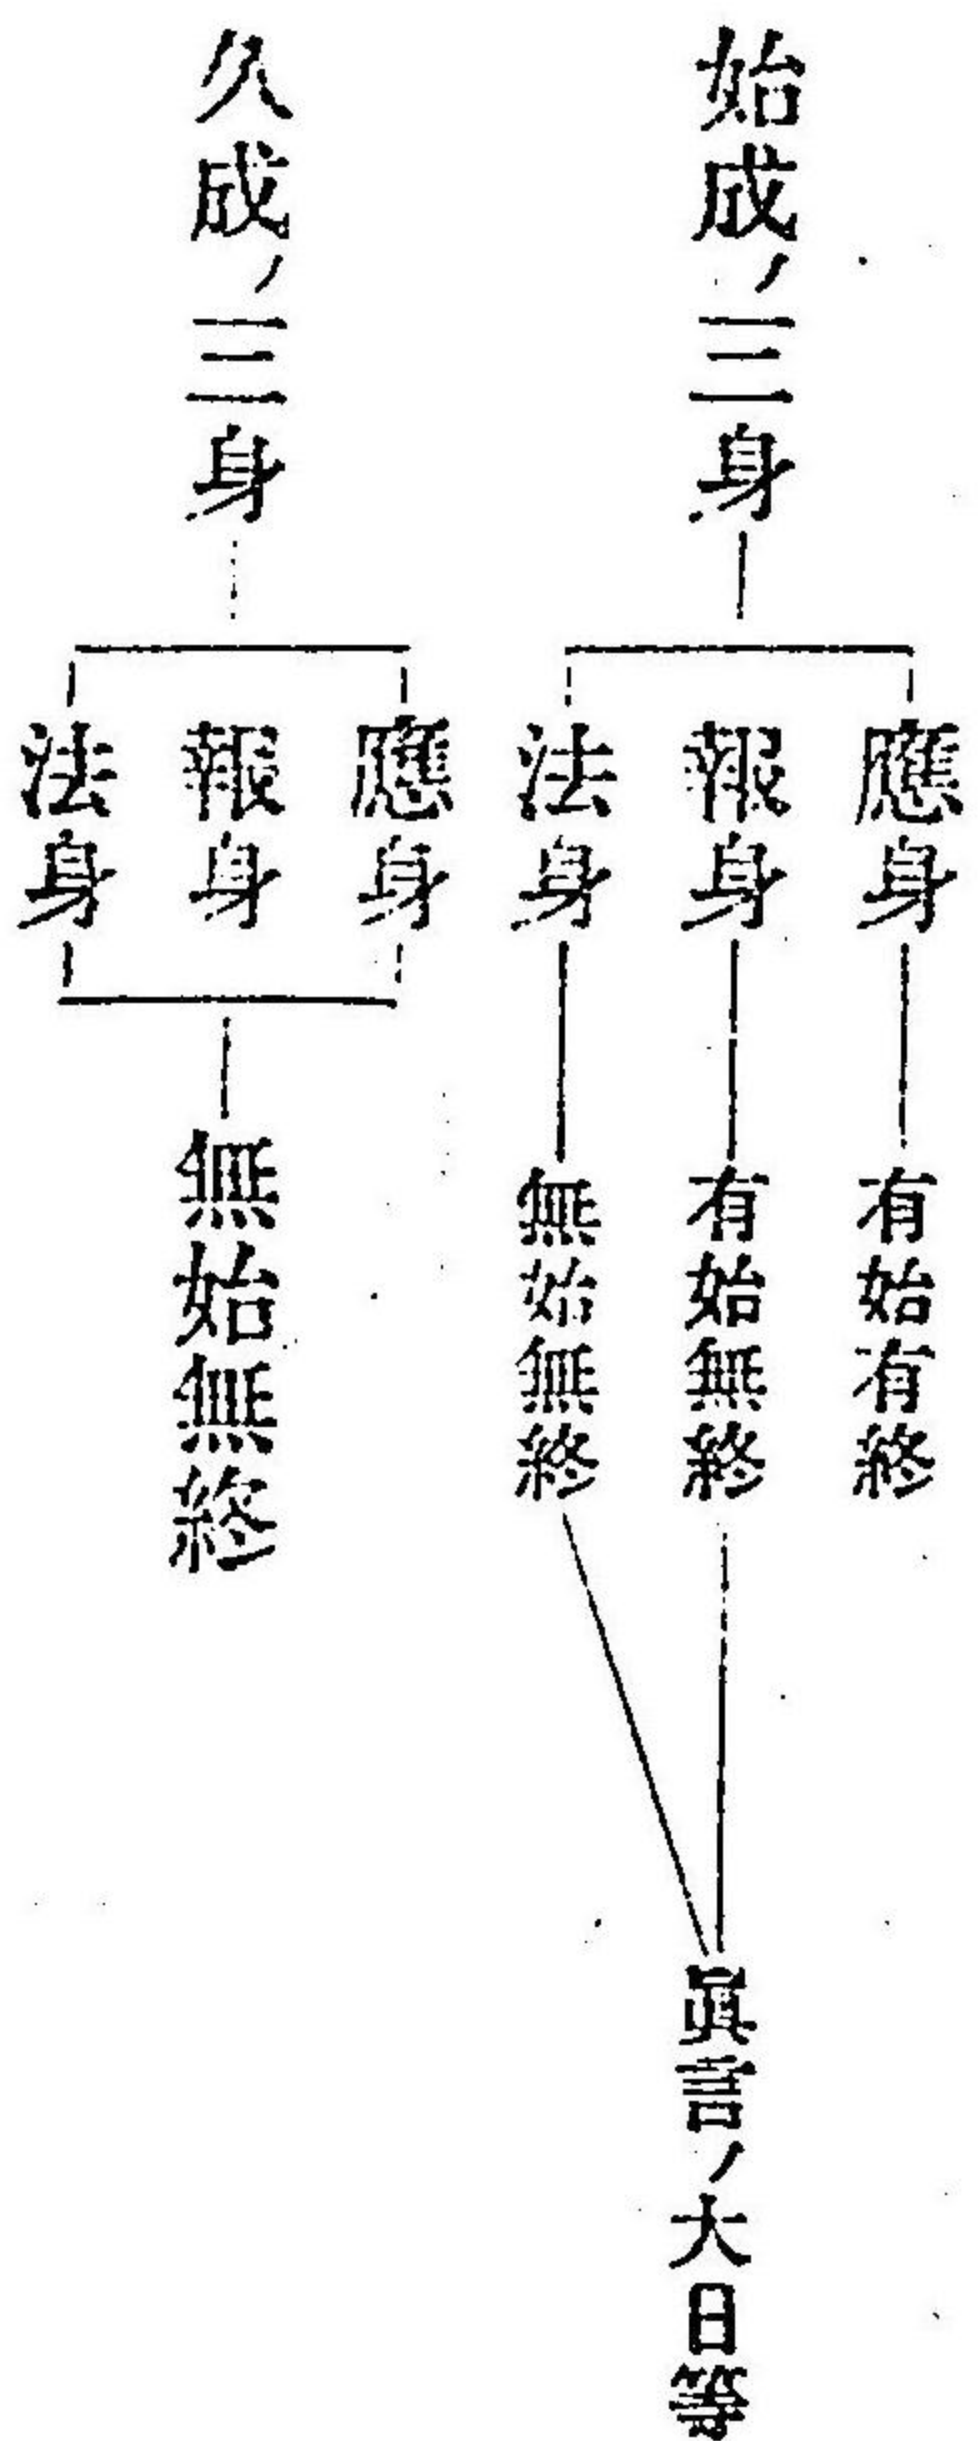 始成ノ三身
應身
有始有終
報身
有始無終
法身
無始無終
眞言ノ大日等
久成ノ三身
應身
報身
法身
無始無終